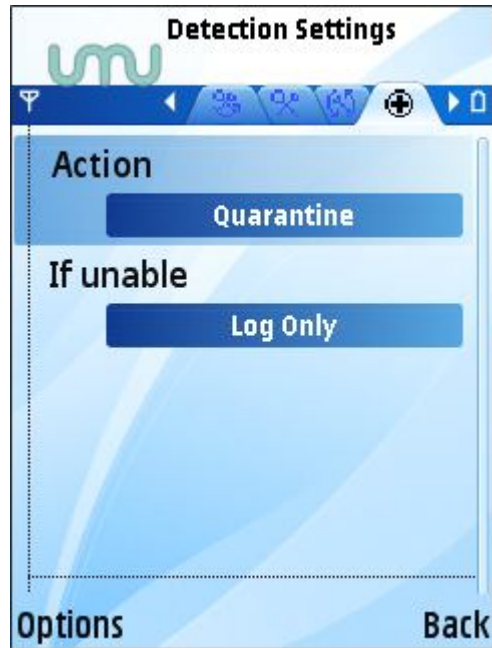 Detection Settings
Action
Quarantine
If unable
Log Only
Options
Back